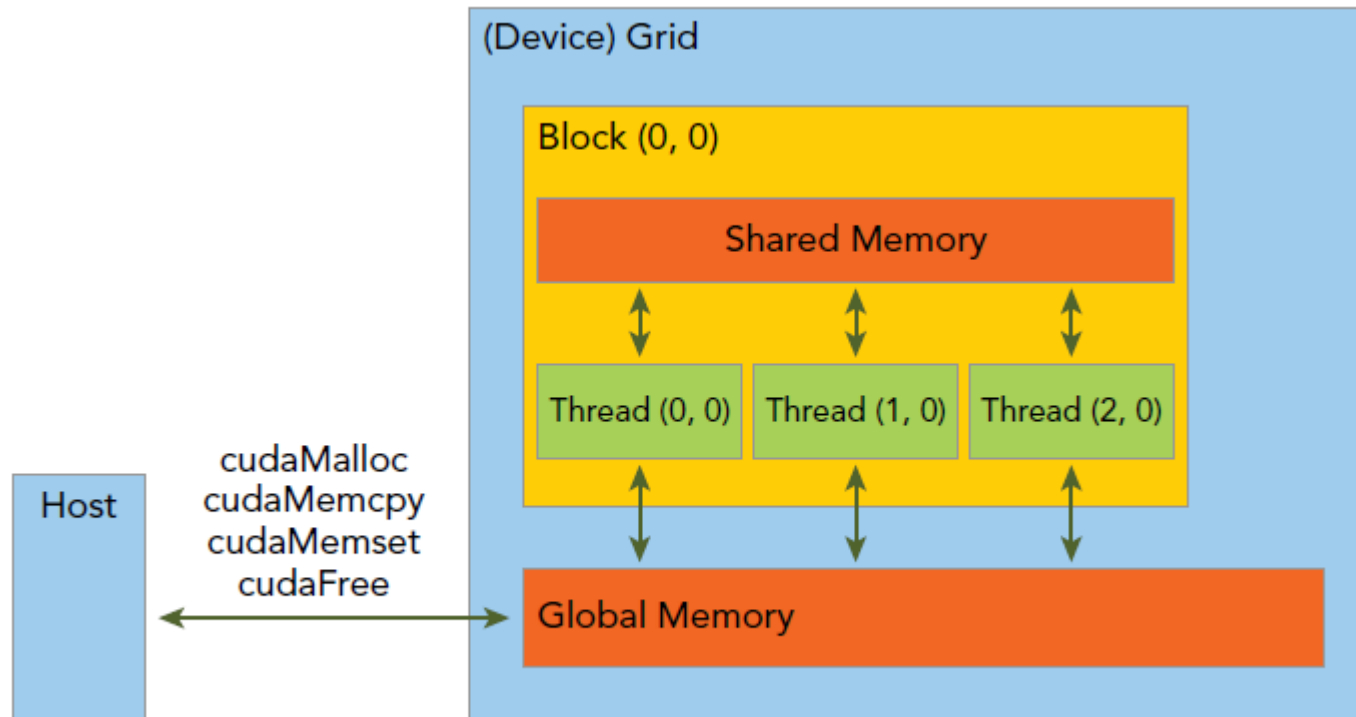 (Device) Grid
Block (0, 0)
Shared Memory
Thread (0, 0)
Thread (1, 0)
Thread (2, 0)
Host
cudaMalloc
cudaMemcpy
cudaMemset
cudaFree
Global Memory